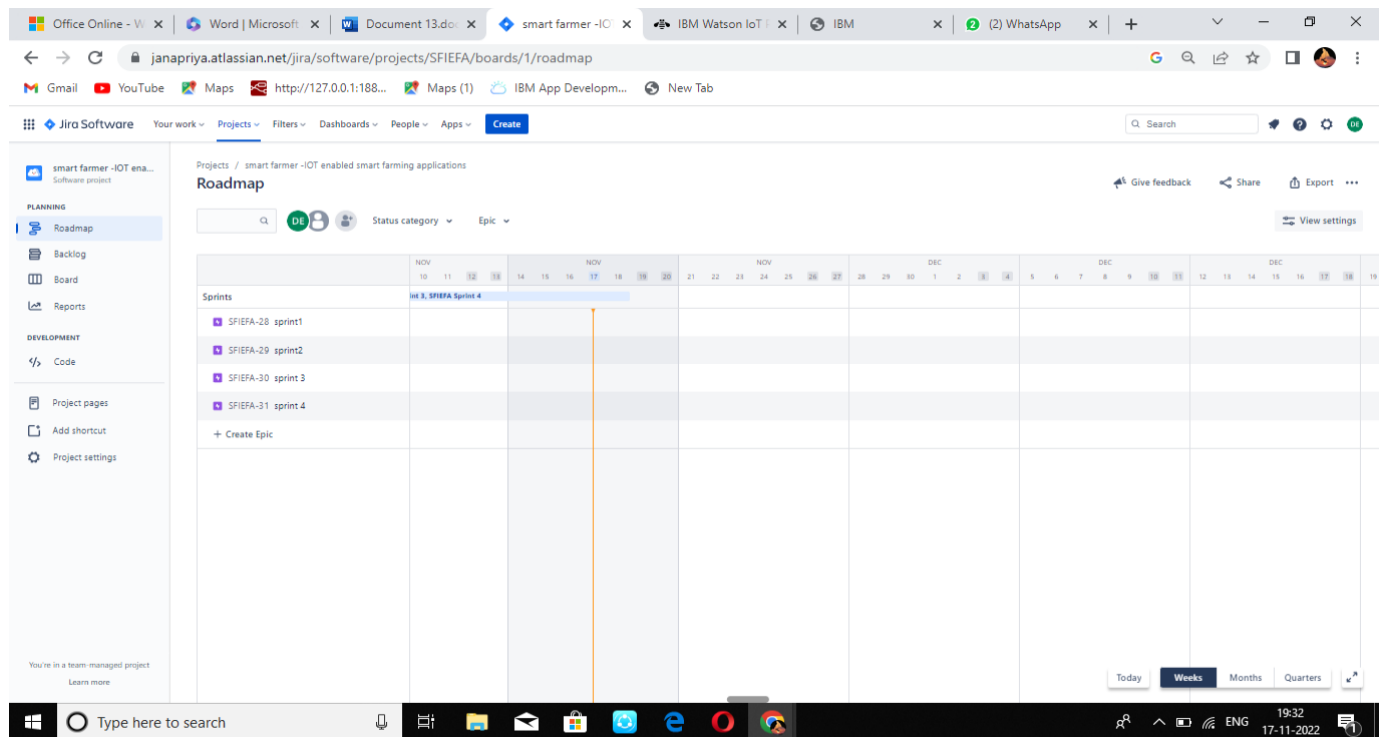 Office Online - W
Word | Microsoft
Document 13.do
smart farmer -IO
IBM Watson IoT P
IBM
(2) WhatsApp
janapriya.atlassian.net/jira/software/projects/SFIEFA/boards/1/roadmap
Gmail YouTube Maps http://127.0.0.1:188... Maps (1) IBM App Developm... New Tab
Jira Software Your work Projects Filters Dashboards People Apps Create Search DE
smart farmer -IOT ena...
Software project
PLANNING
Roadmap
Backlog
Board
Reports
DEVELOPMENT
Code
Project pages
Add shortcut
Project settings
You're in a team-managed project
Learn more
Projects / smart farmer -IOT enabled smart farming applications
Roadmap
Give feedback Share Export
DE Status category Epic View settings
NOV NOV NOV DEC DEC DEC
10 11 12 13 14 15 16 17 18 19 20 21 22 23 24 25 26 27 28 29 30 1 2 3 4 5 6 7 8 9 10 11 12 13 14 15 16 17 18 19
Sprints int 3, SFIEFA Sprint 4
SFIEFA-28 sprint1
SFIEFA-29 sprint2
SFIEFA-30 sprint 3
SFIEFA-31 sprint 4
+ Create Epic
Today Weeks Months Quarters
Type here to search
ENG
19:32
17-11-2022
1